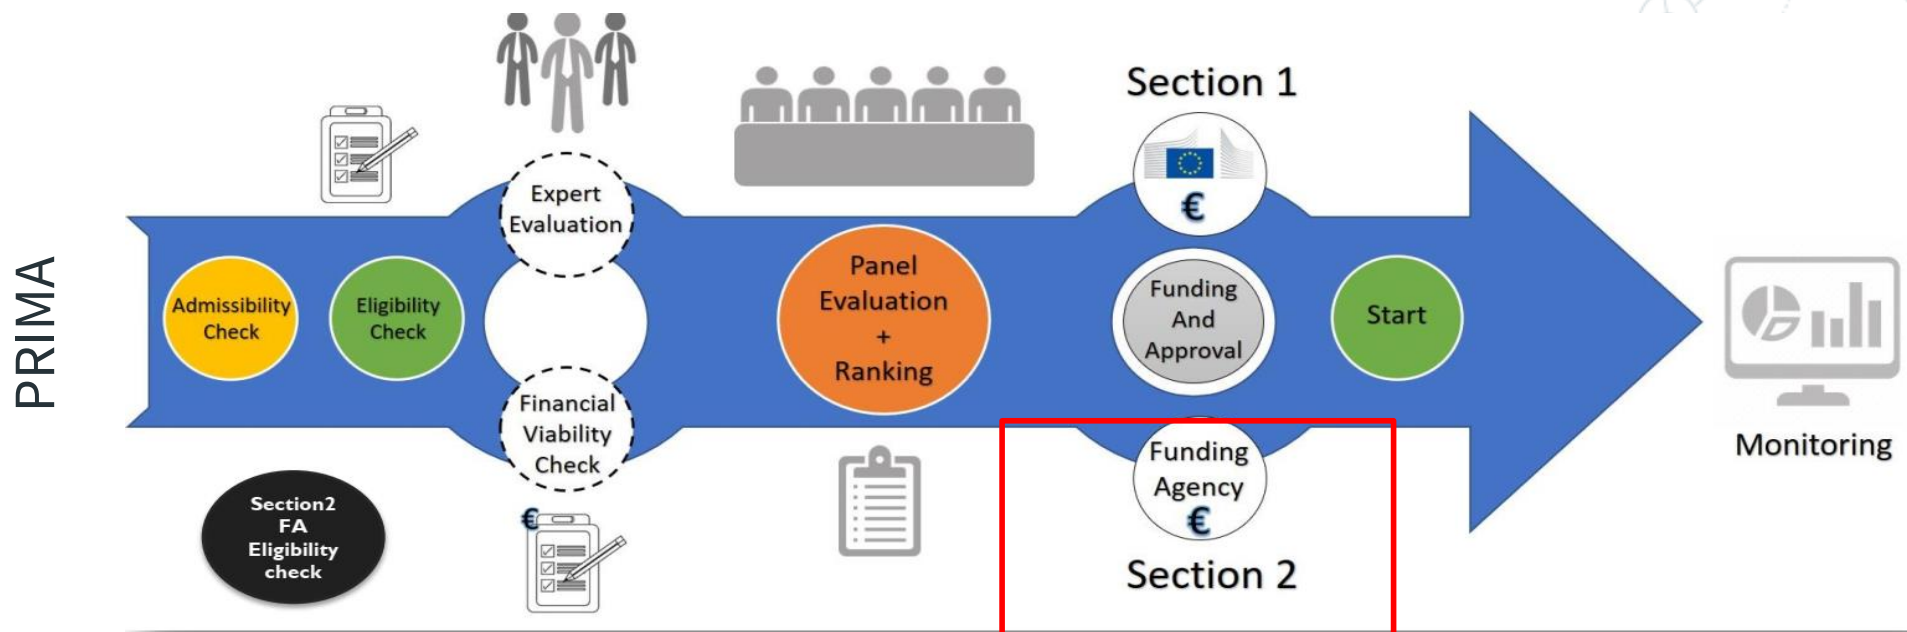 PRIMA
Admissibility
Check
Eligibility
Check
Section2
FA
Eligibility
check
Expert
Evaluation
Financial
Viability
Check
€
Panel
Evaluation
+
Ranking
Section 1
€
Funding
And
Approval
Funding
Agency
€
Section 2
Start
Monitoring